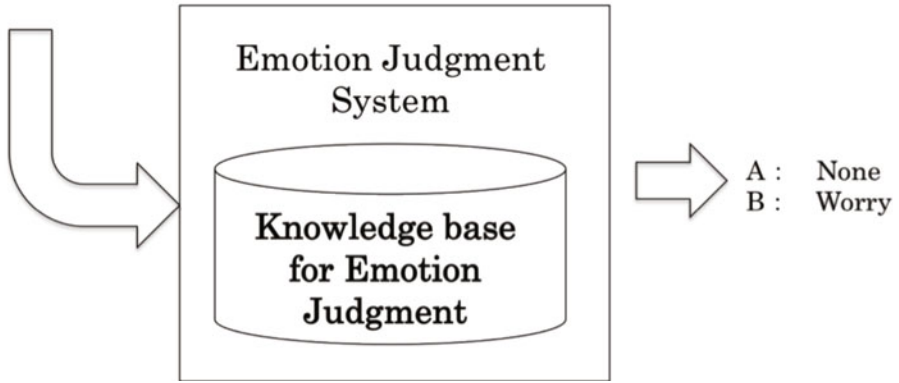 Emotion Judgment
System
Knowledge base
for Emotion
Judgment
A : None
B : Worry